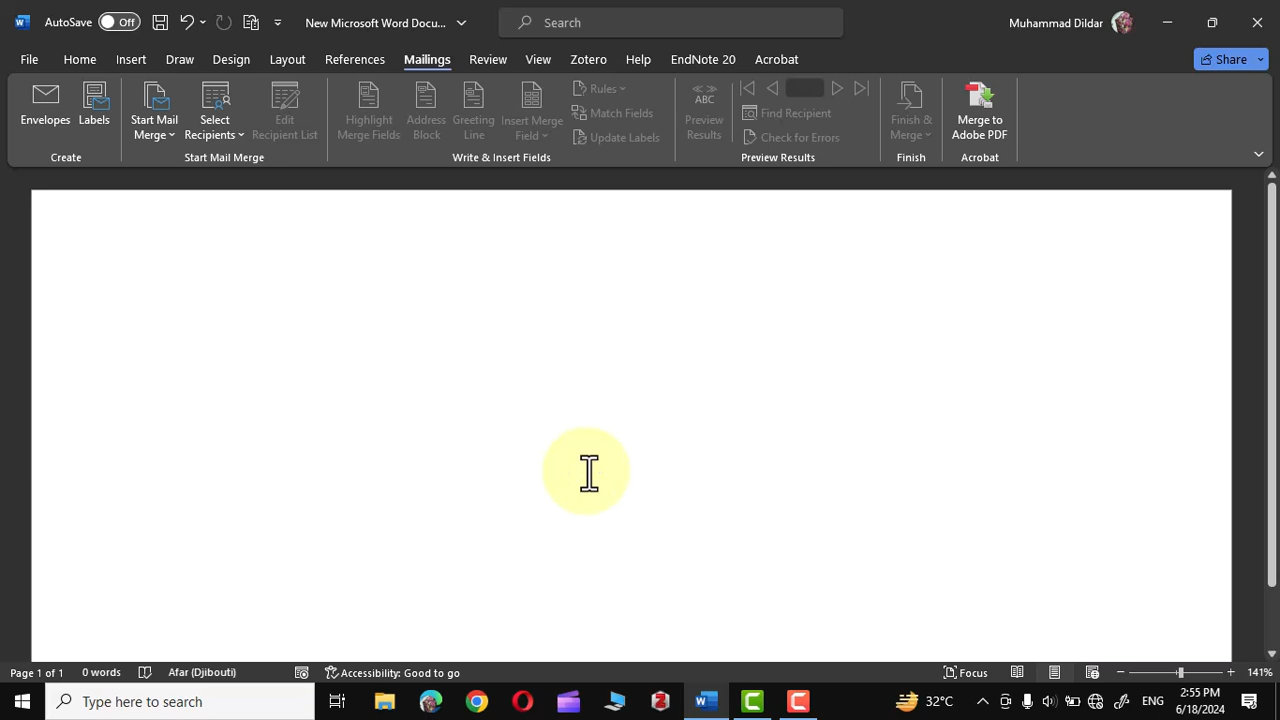 AutoSave Off New Microsoft Word Docu... Search Muhammad Dildar
File Home Insert Draw Design Layout References Mailings Review View Zotero Help EndNote 20 Acrobat Share
Envelopes Labels Start Mail Merge Select Recipients Edit Recipient List Highlight Merge Fields Address Block Greeting Line Insert Merge Field Rules Match Fields Update Labels ABC Preview Results Find Recipient Check for Errors Finish & Merge Merge to Adobe PDF
Create Start Mail Merge Write & Insert Fields Preview Results Finish Acrobat
Page 1 of 1 0 words Afar (Djibouti) Accessibility: Good to go Focus 141%
Type here to search 32°C ENG 2:55 PM
6/18/2024